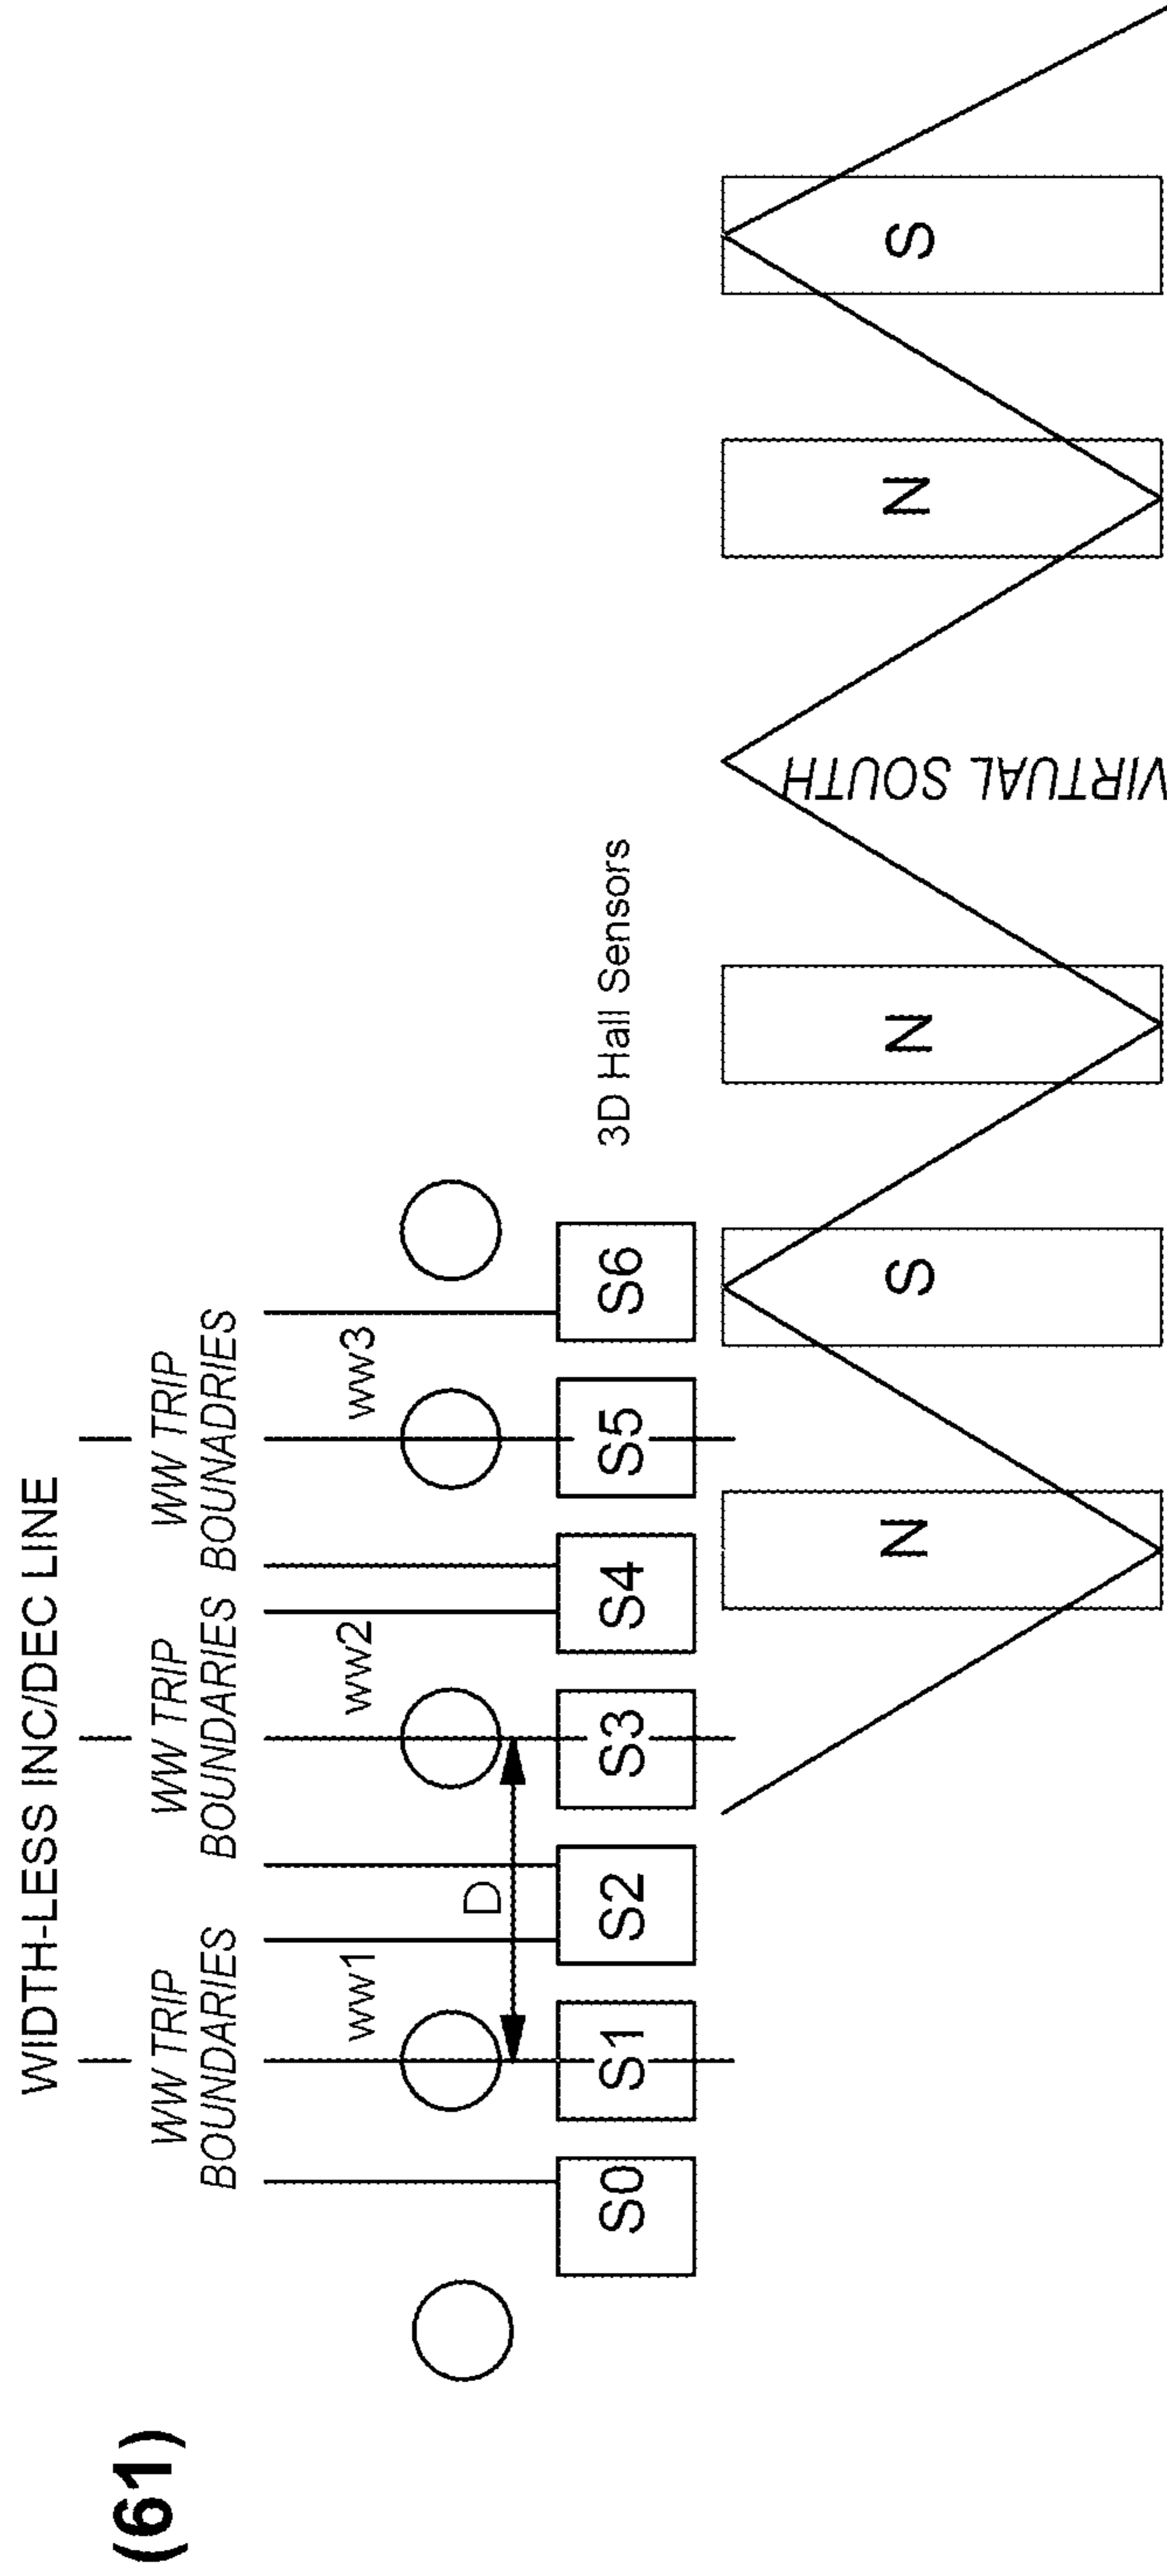 (61)
WIDTH-LESS INC/DEC LINE
WW TRIP
BOUNDARIES
WW TRIP
BOUNDARIES
WW TRIP
BOUNADRIES
ww1
ww2
ww3
D
S0
S1
S2
S3
S4
S5
S6
3D Hall Sensors
N
S
N
VIRTUAL SOUTH
N
S